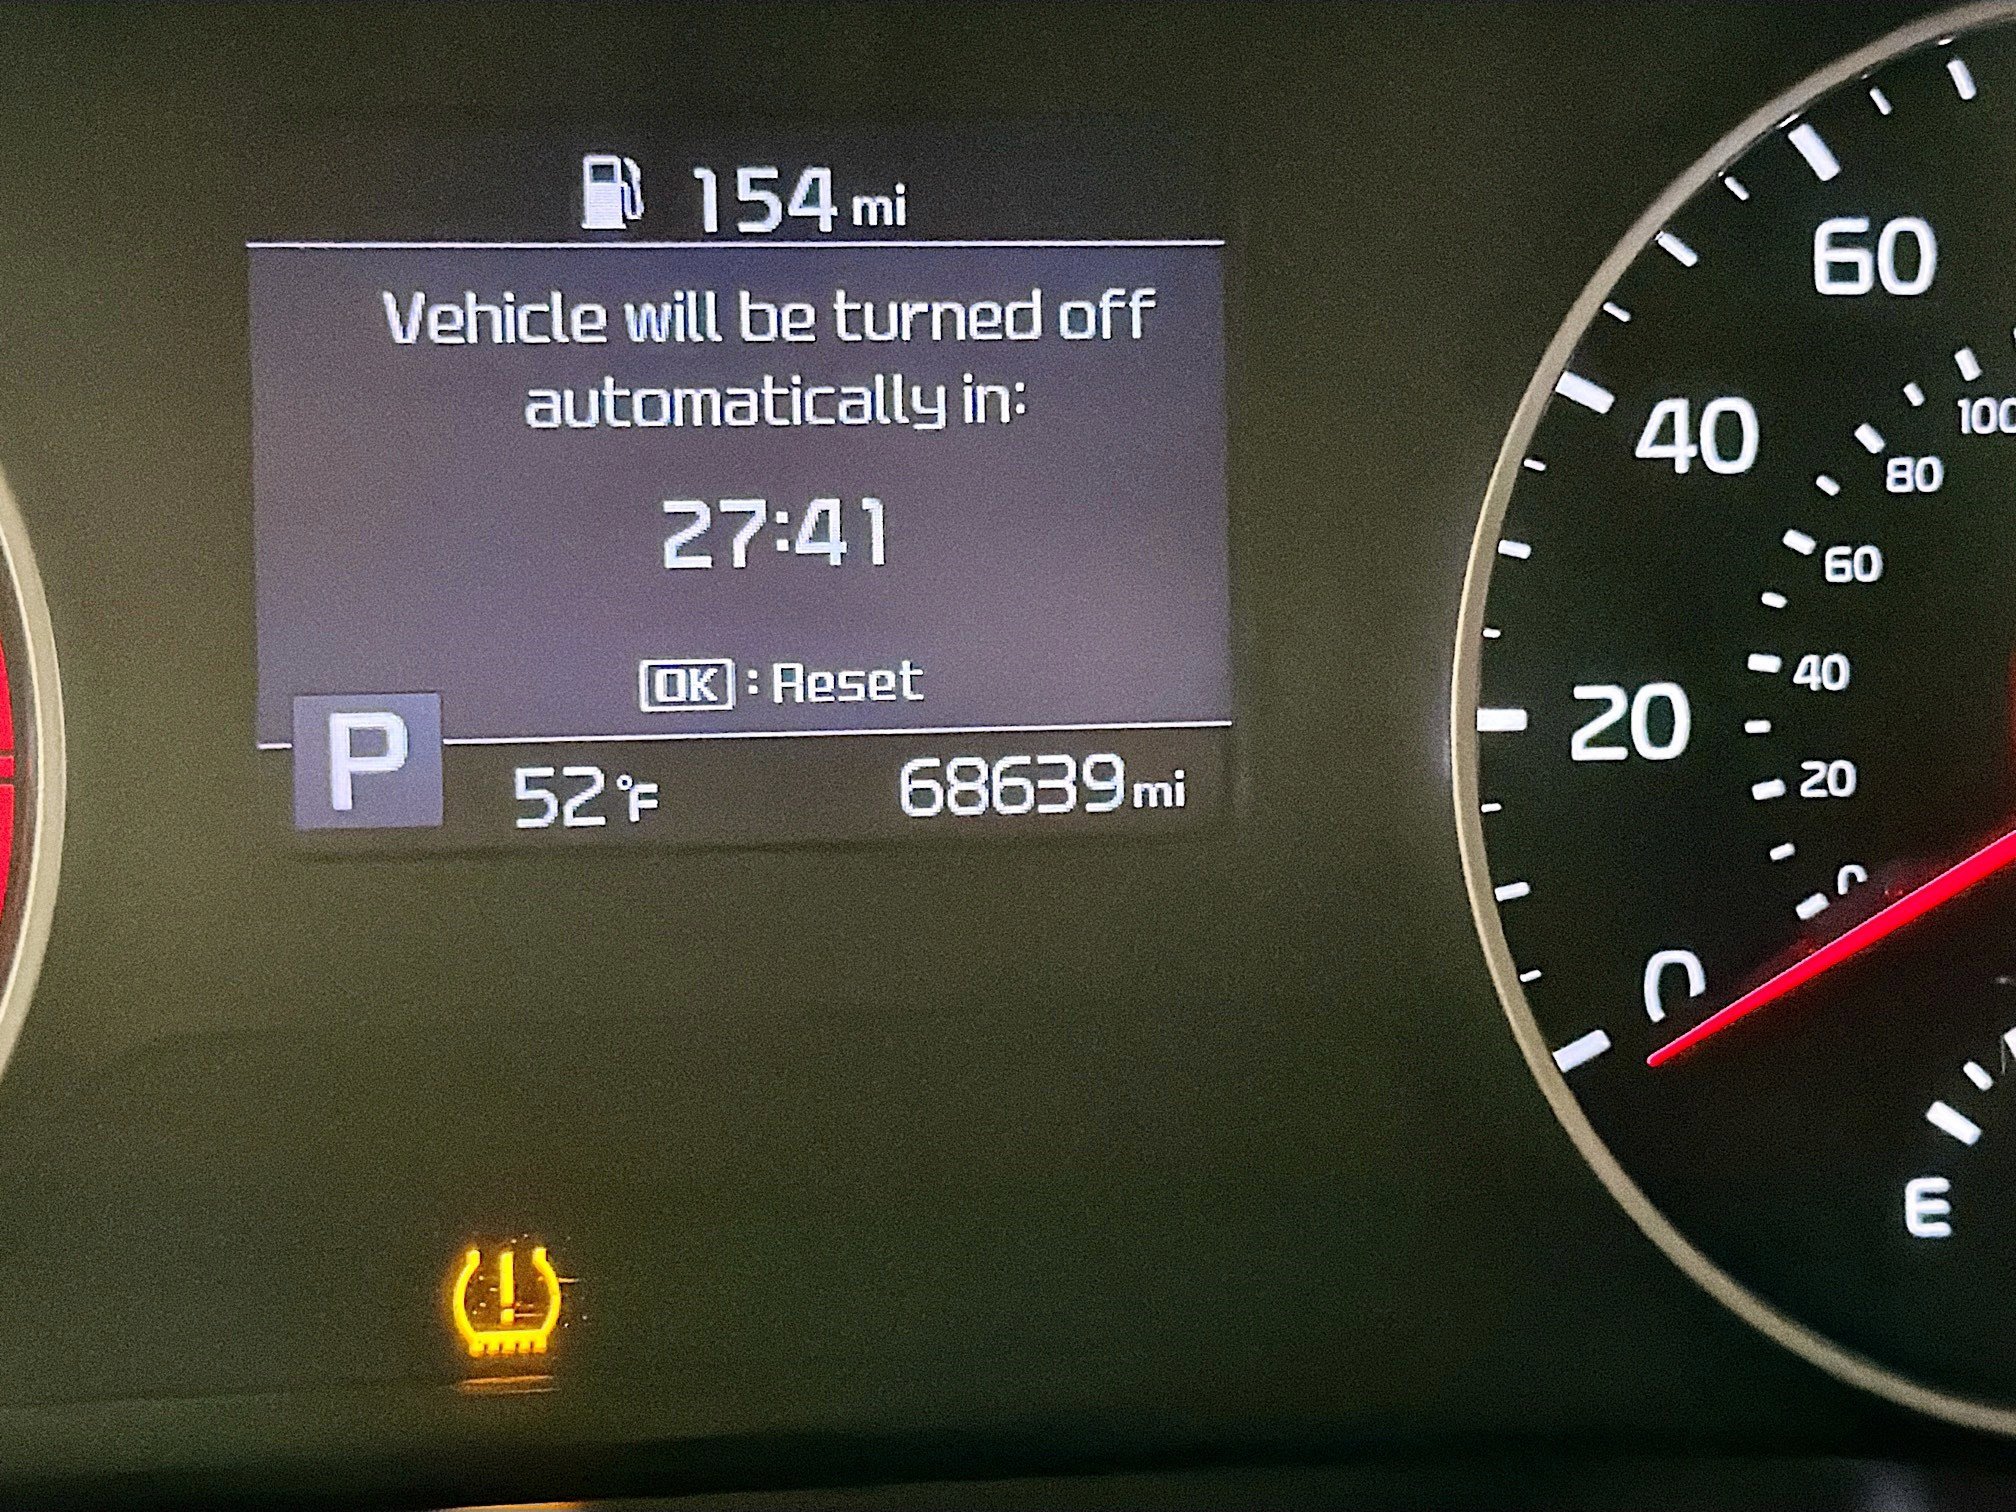 154 mi
Vehicle will be turned off
automatically in:
27:41
OK : Reset
P
52°F
68639 mi
60
40
20
0
100
80
60
40
20
0
E